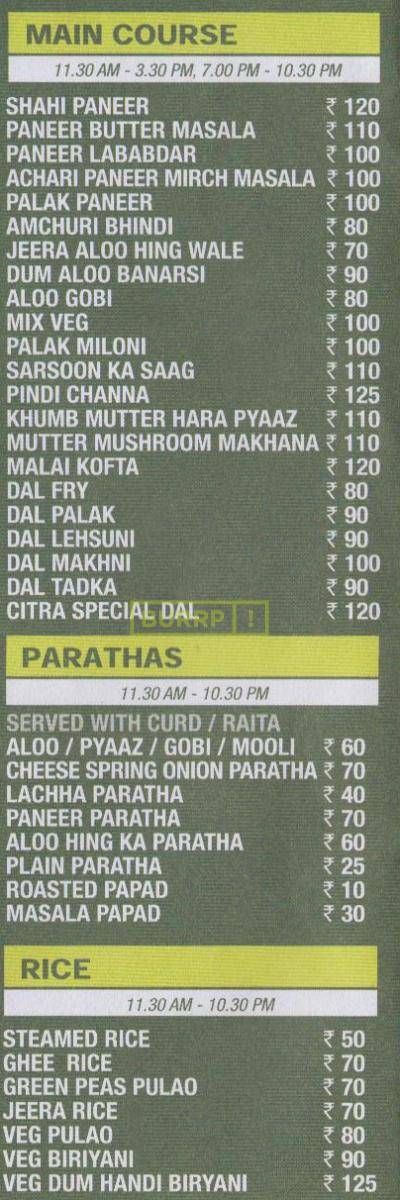 MAIN COURSE
11.30 AM - 3.30 PM, 7.00 PM - 10.30 PM
SHAHI PANEER ₹ 120
PANEER BUTTER MASALA ₹ 110
PANEER LABABDAR ₹ 100
ACHARI PANEER MIRCH MASALA ₹ 100
PALAK PANEER ₹ 100
AMCHURI BHINDI ₹ 80
JEERA ALOO HING WALE ₹ 70
DUM ALOO BANARSI ₹ 90
ALOO GOBI ₹ 80
MIX VEG ₹ 100
PALAK MILONI ₹ 100
SARSOON KA SAAG ₹ 110
PINDI CHANNA ₹ 125
KHUMB MUTTER HARA PYAAZ ₹ 110
MUTTER MUSHROOM MAKHANA ₹ 110
MALAI KOFTA ₹ 120
DAL FRY ₹ 80
DAL PALAK ₹ 90
DAL LEHSUNI ₹ 90
DAL MAKHNI ₹ 100
DAL TADKA ₹ 90
CITRA SPECIAL DAL ₹ 120
BURRP !
PARATHAS
11.30 AM - 10.30 PM
SERVED WITH CURD / RAITA
ALOO / PYAAZ / GOBI / MOOLI ₹ 60
CHEESE SPRING ONION PARATHA ₹ 70
LACHHA PARATHA ₹ 40
PANEER PARATHA ₹ 70
ALOO HING KA PARATHA ₹ 60
PLAIN PARATHA ₹ 25
ROASTED PAPAD ₹ 10
MASALA PAPAD ₹ 30
RICE
11.30 AM - 10.30 PM
STEAMED RICE ₹ 50
GHEE RICE ₹ 70
GREEN PEAS PULAO ₹ 70
JEERA RICE ₹ 70
VEG PULAO ₹ 80
VEG BIRIYANI ₹ 90
VEG DUM HANDI BIRYANI ₹ 125